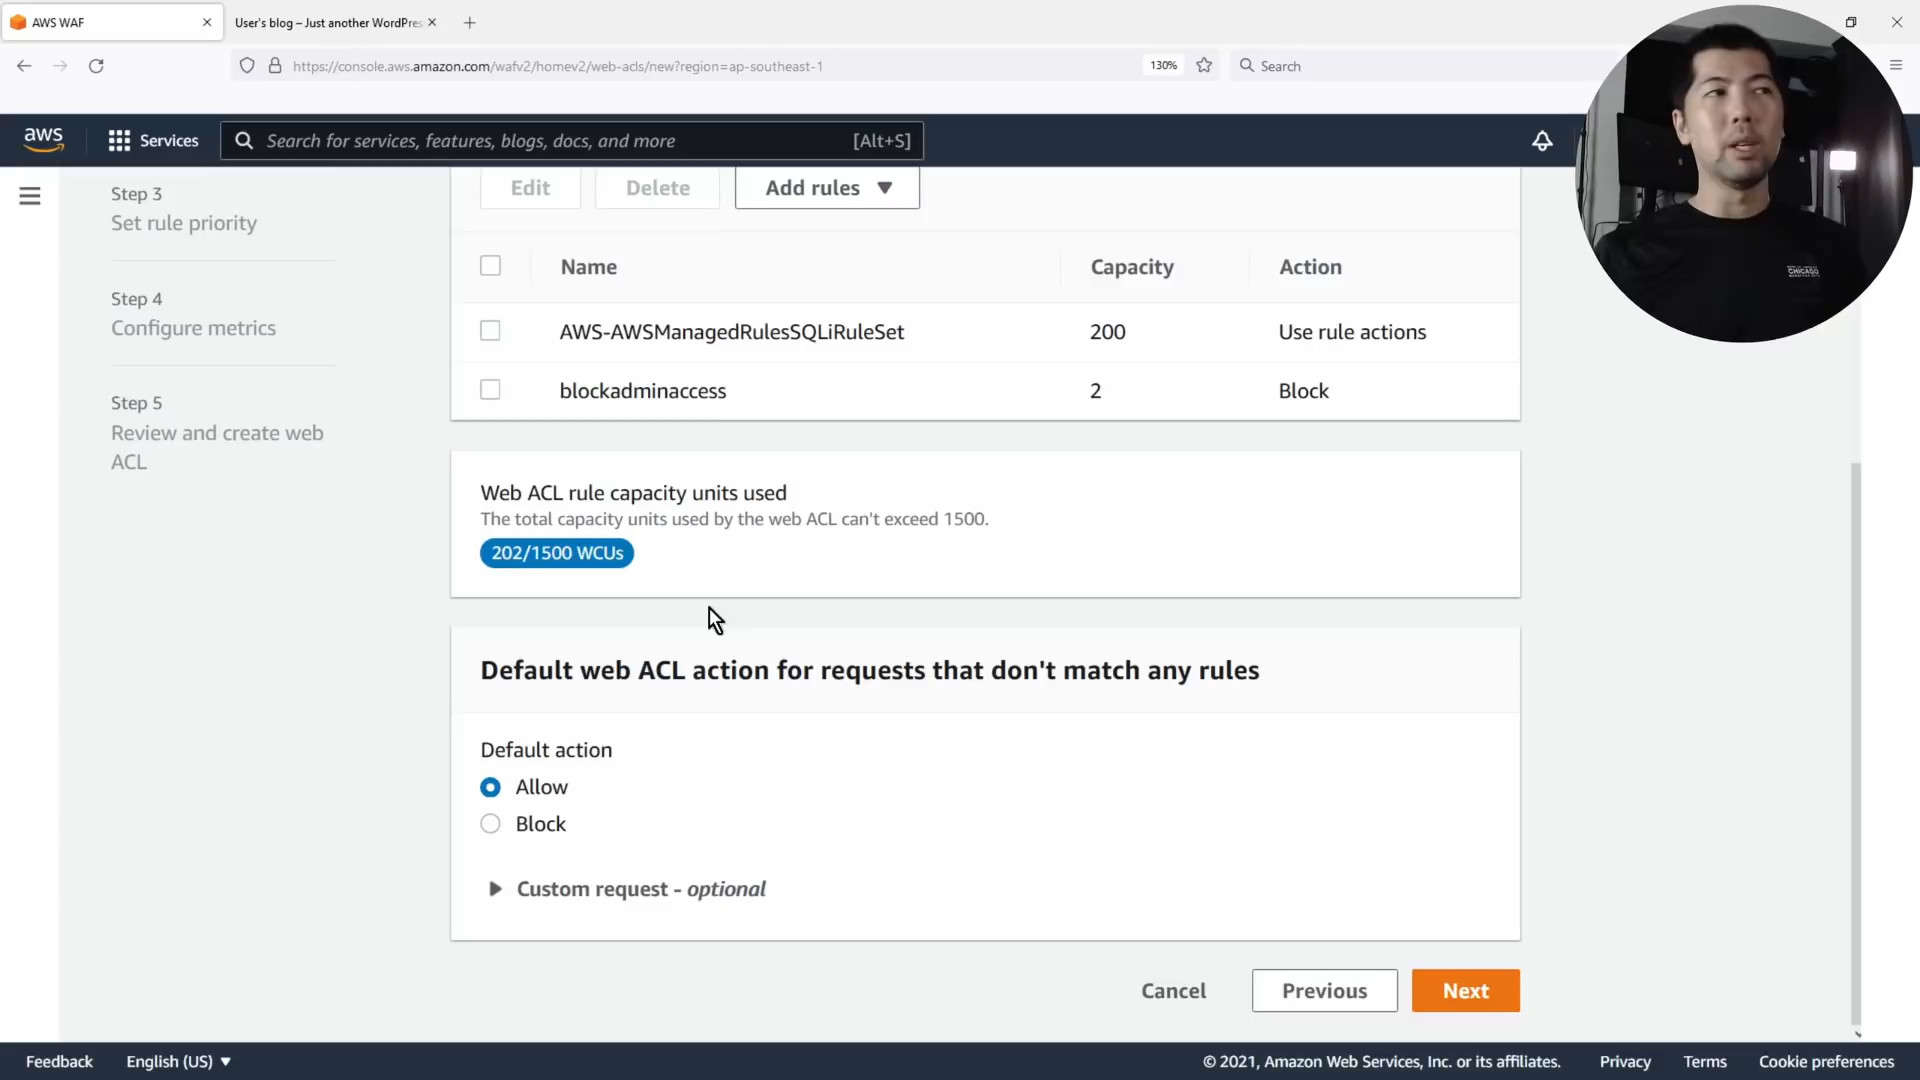 AWS WAF
User's blog – Just another WordPres
https://console.aws.amazon.com/wafv2/homev2/web-acls/new?region=ap-southeast-1
130%
Search
aws
Services
Search for services, features, blogs, docs, and more
[Alt+S]
Step 3
Set rule priority
Step 4
Configure metrics
Step 5
Review and create web
ACL
Edit
Delete
Add rules
Name
Capacity
Action
AWS-AWSManagedRulesSQLiRuleSet
200
Use rule actions
blockadminaccess
2
Block
Web ACL rule capacity units used
The total capacity units used by the web ACL can't exceed 1500.
202/1500 WCUs
Default web ACL action for requests that don't match any rules
Default action
Allow
Block
Custom request - optional
Cancel
Previous
Next
CHICAGO
Feedback
English (US)
© 2021, Amazon Web Services, Inc. or its affiliates.
Privacy
Terms
Cookie preferences